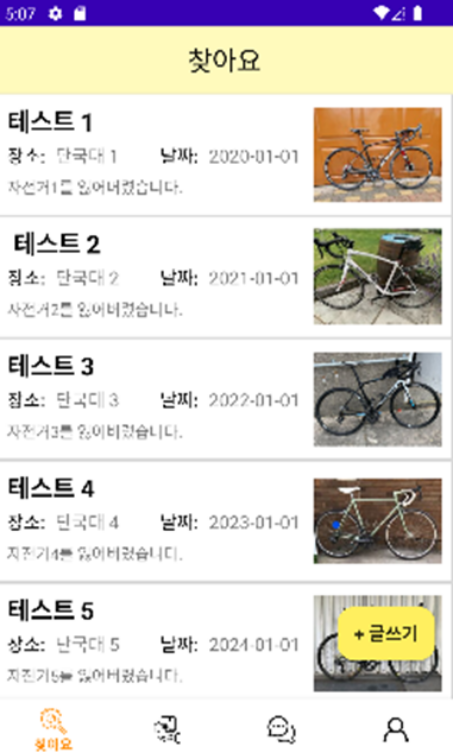 5:07
찾아요
테스트 1
장소: 단국대 1 날짜: 2020-01-01
자전거1를 잃어버렸습니다.
테스트 2
장소: 단국대 2 날짜: 2021-01-01
자전거2를 잃어버렸습니다.
테스트 3
장소: 단국대 3 날짜: 2022-01-01
자전거3를 잃어버렸습니다.
테스트 4
장소: 단국대 4 날짜: 2023-01-01
자전거4를 잃어버렸습니다.
테스트 5
장소: 단국대 5 날짜: 2024-01-01
자전거5를 잃어버렸습니다.
+ 글쓰기
찾아요